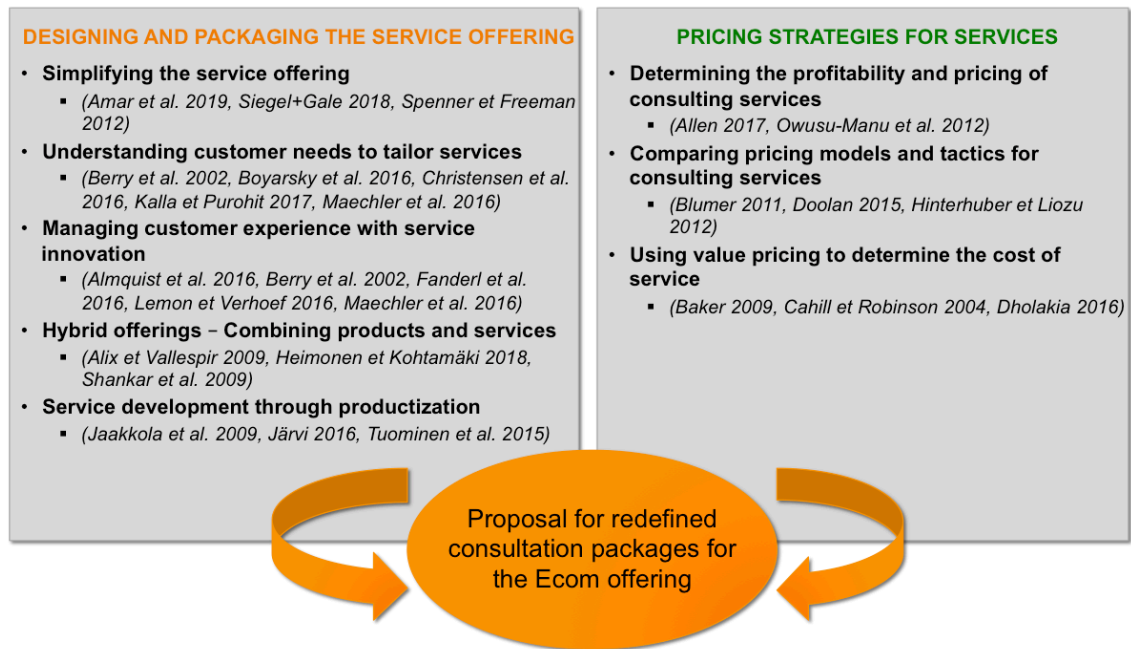 DESIGNING AND PACKAGING THE SERVICE OFFERING
• Simplifying the service offering
▪ (Amar et al. 2019, Siegel+Gale 2018, Spenner et Freeman
2012)
• Understanding customer needs to tailor services
▪ (Berry et al. 2002, Boyarsky et al. 2016, Christensen et al.
2016, Kalla et Purohit 2017, Maechler et al. 2016)
• Managing customer experience with service
innovation
▪ (Almquist et al. 2016, Berry et al. 2002, Fanderl et al.
2016, Lemon et Verhoef 2016, Maechler et al. 2016)
• Hybrid offerings – Combining products and services
▪ (Alix et Vallespir 2009, Heimonen et Kohtamäki 2018,
Shankar et al. 2009)
• Service development through productization
▪ (Jaakkola et al. 2009, Järvi 2016, Tuominen et al. 2015)
PRICING STRATEGIES FOR SERVICES
• Determining the profitability and pricing of
consulting services
▪ (Allen 2017, Owusu-Manu et al. 2012)
• Comparing pricing models and tactics for
consulting services
▪ (Blumer 2011, Doolan 2015, Hinterhuber et Liozu
2012)
• Using value pricing to determine the cost of
service
▪ (Baker 2009, Cahill et Robinson 2004, Dholakia 2016)
Proposal for redefined
consultation packages for
the Ecom offering